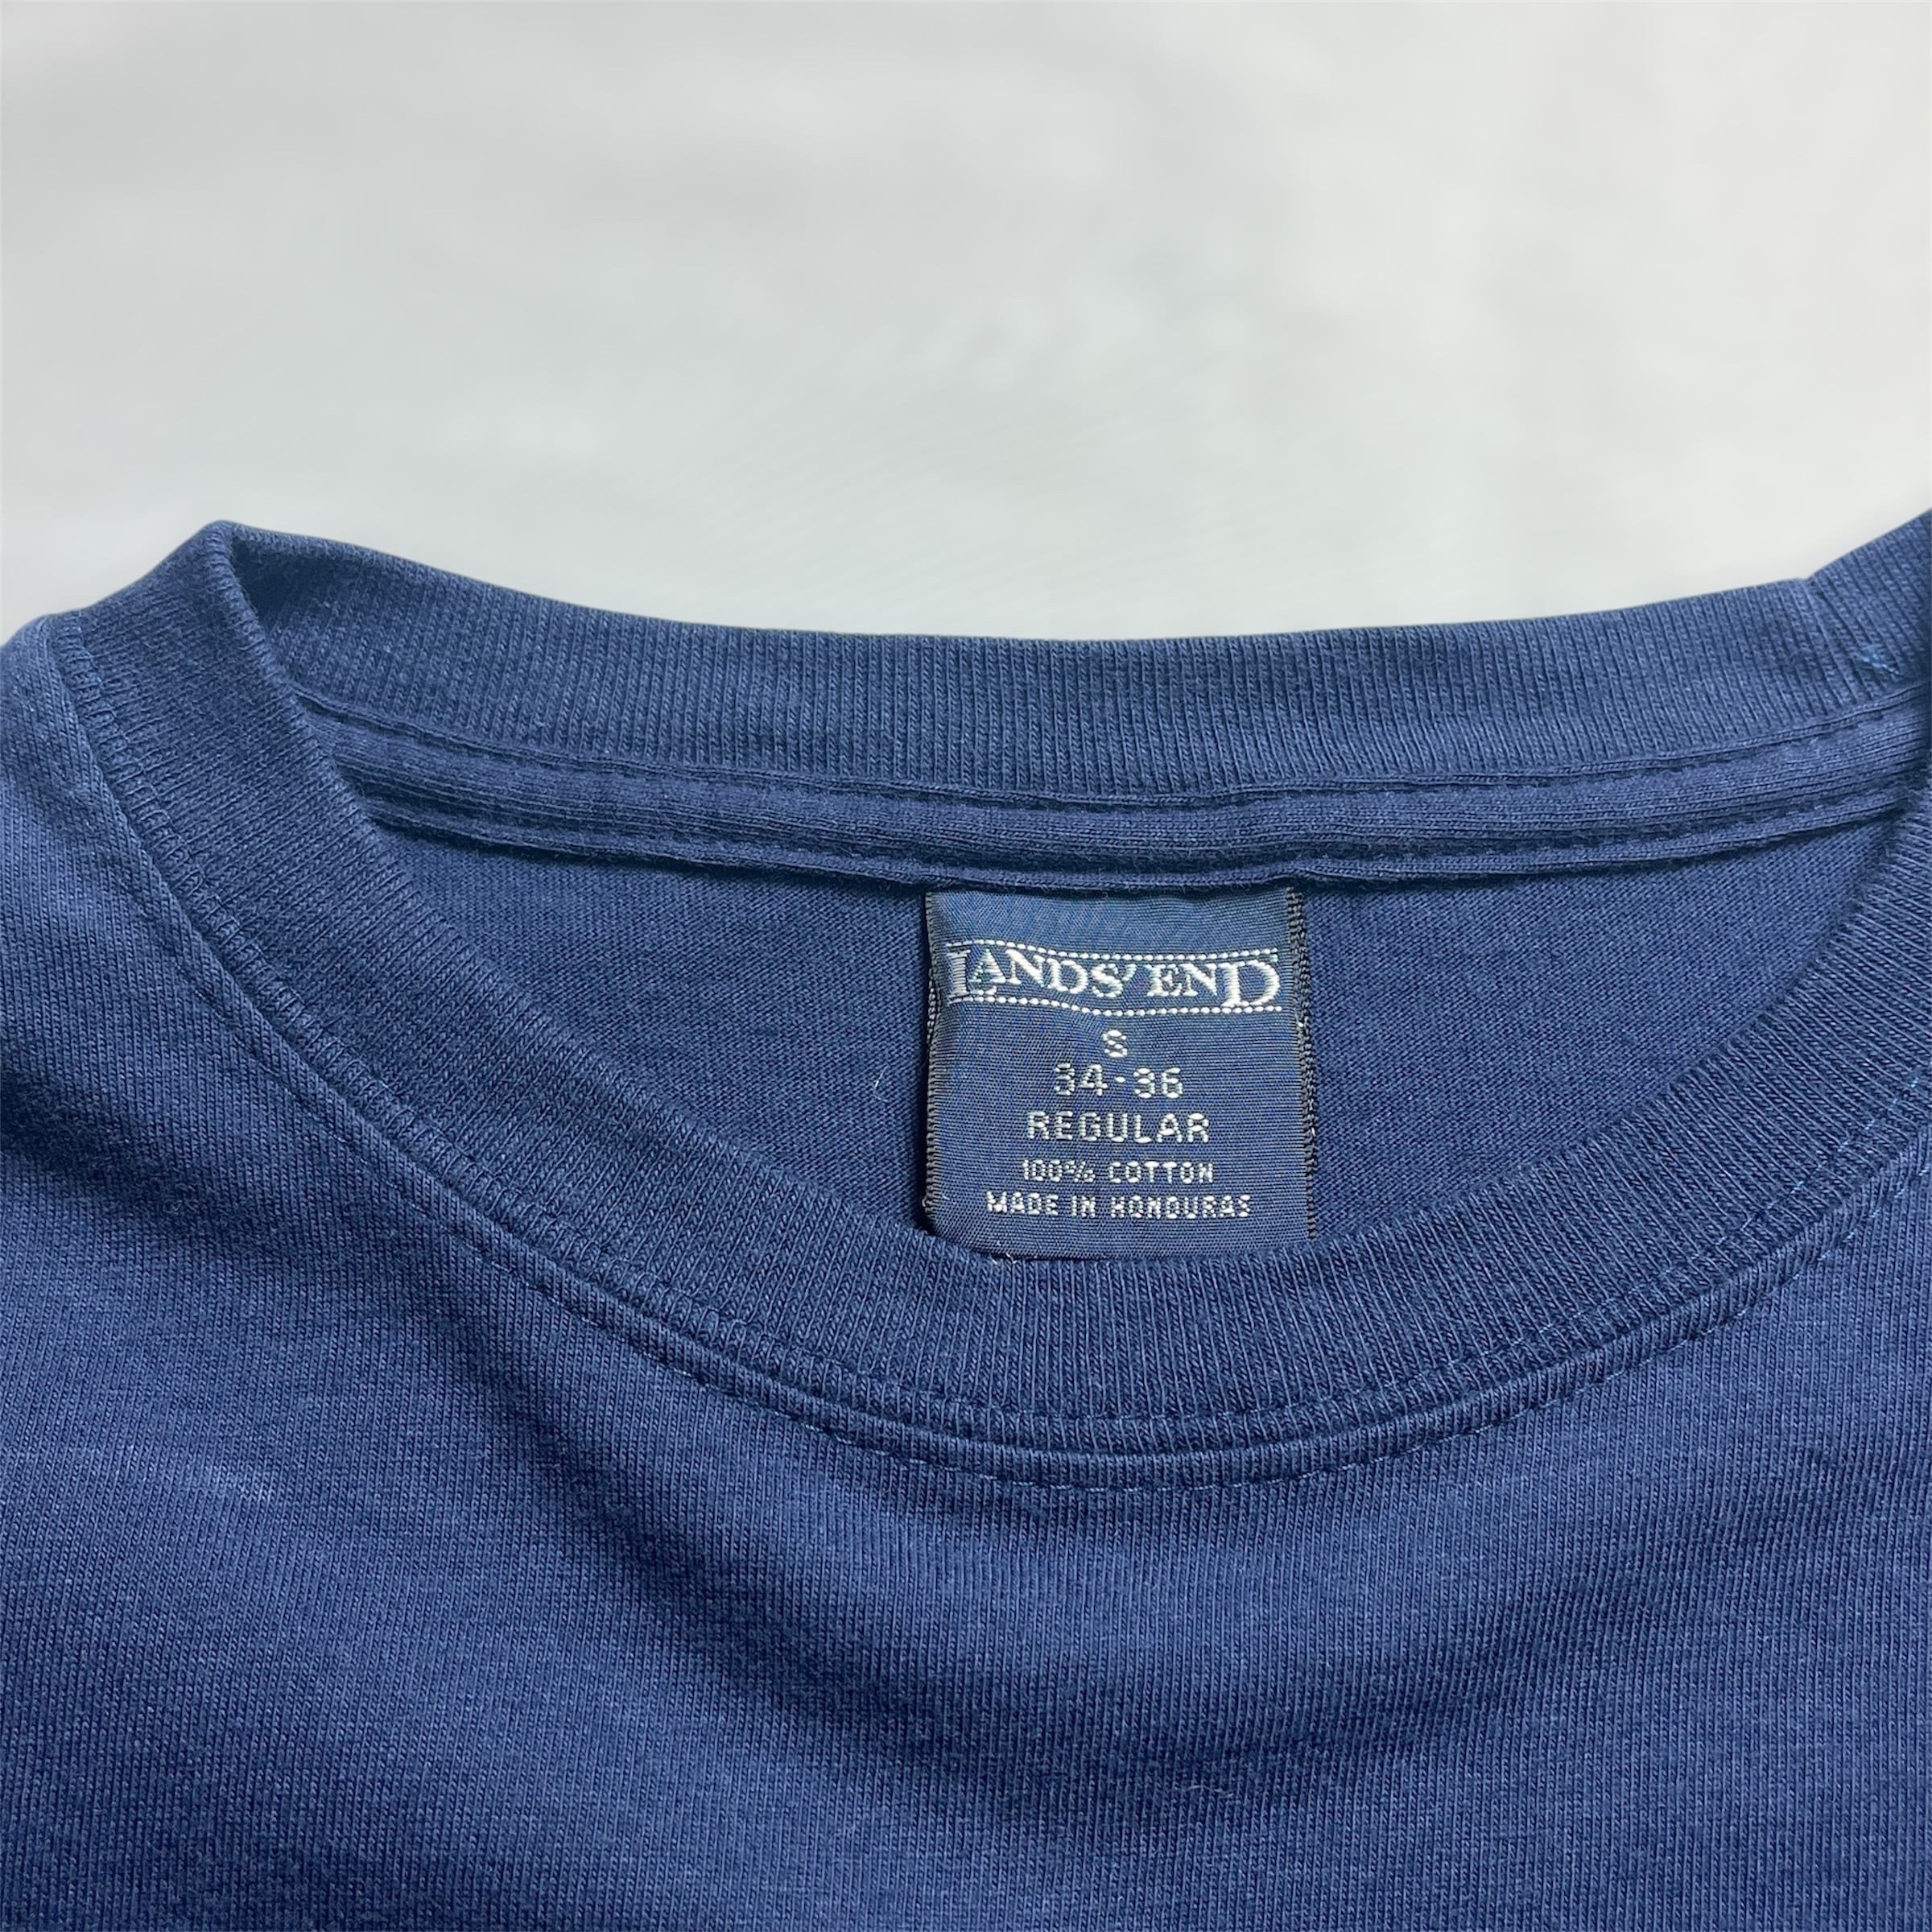 LANDS' END
S
34-36
REGULAR
100% COTTON
MADE IN HONDURAS